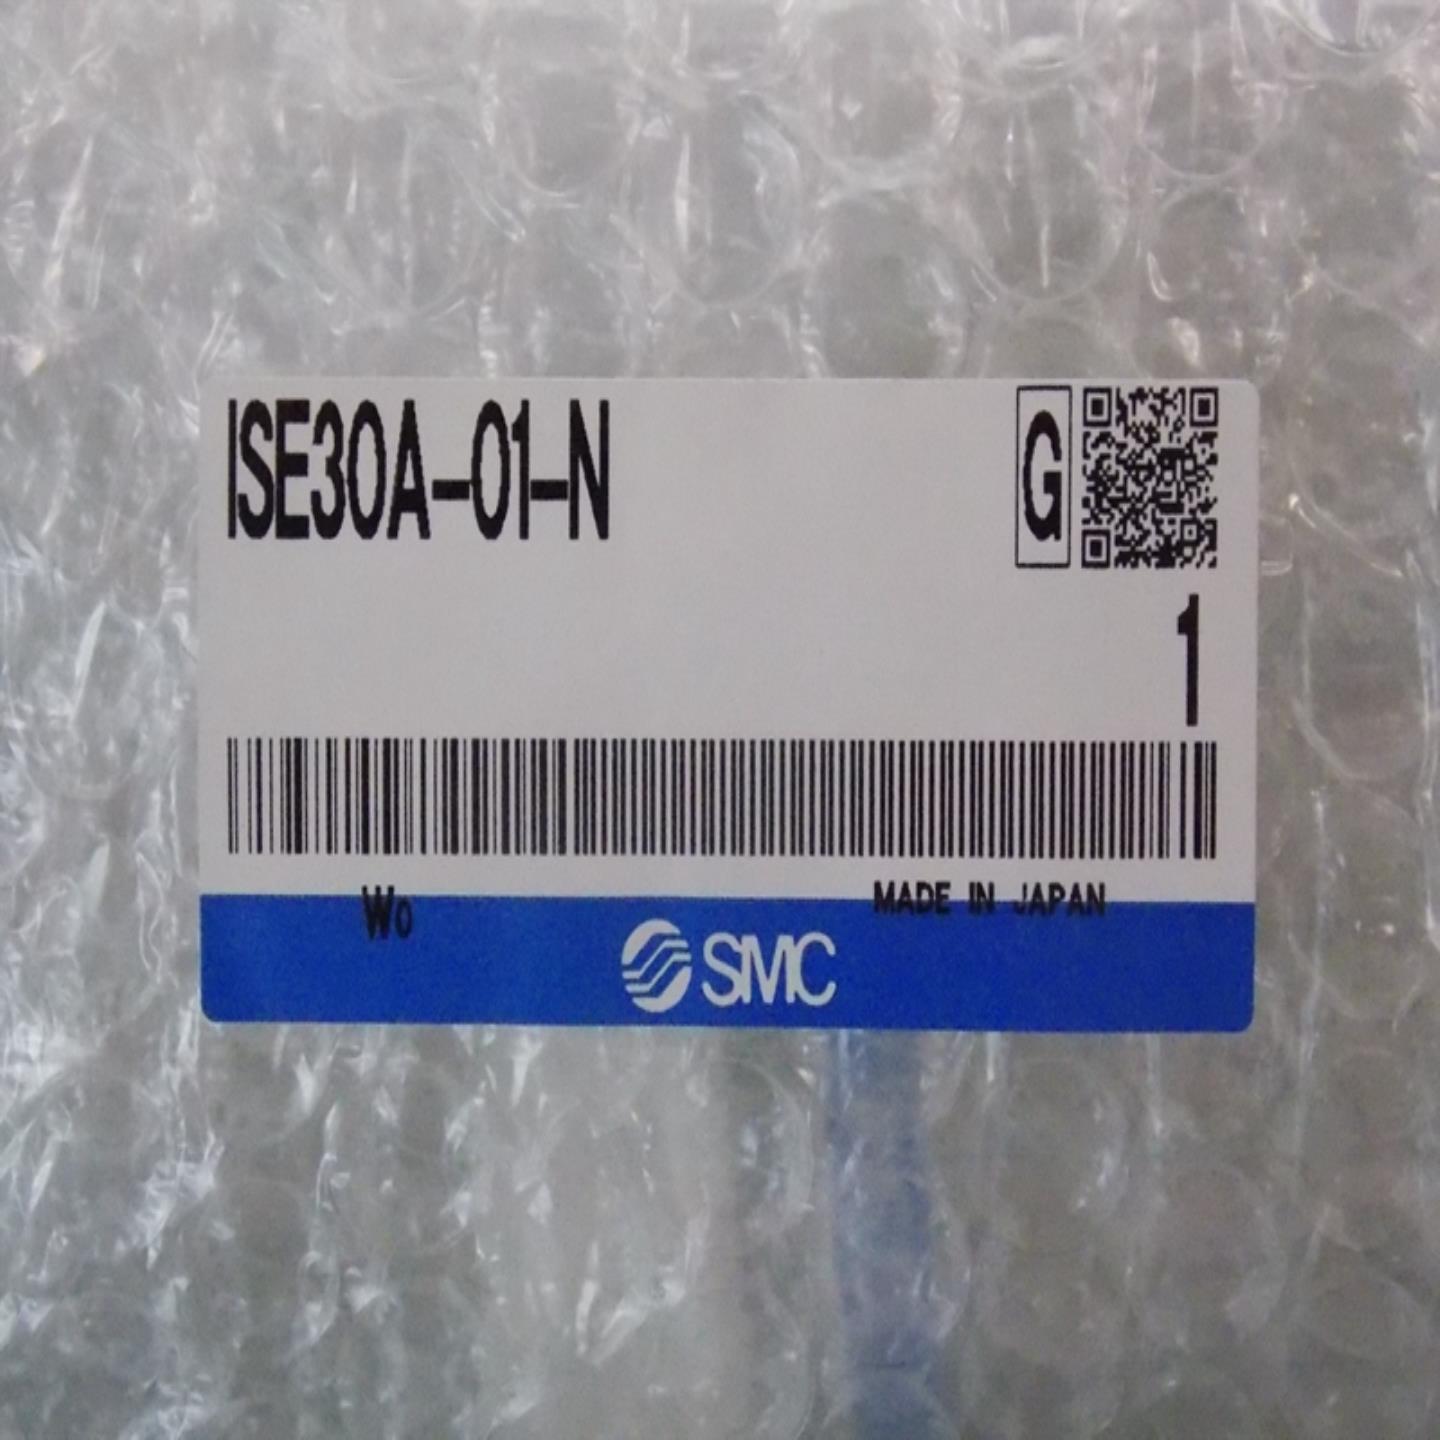 ISE30A-01-N
G
1
Wo
MADE IN JAPAN
SMC